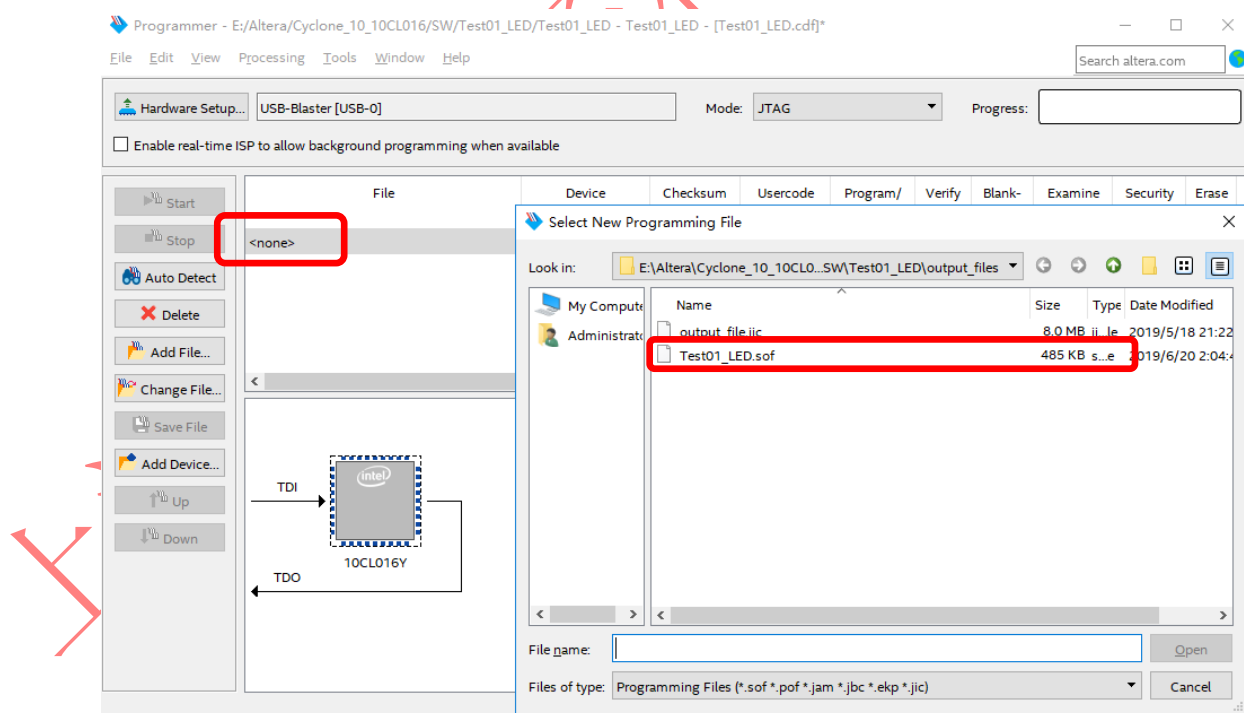 Programmer - E:/Altera/Cyclone_10_10CL016/SW/Test01_LED/Test01_LED - Test01_LED - [Test01_LED.cdf]*
File Edit View Processing Tools Window Help
Search altera.com
Hardware Setup... USB-Blaster [USB-0] Mode: JTAG Progress:
Enable real-time ISP to allow background programming when available
File Device Checksum Usercode Program/ Verify Blank- Examine Security Erase
Start
Stop
Auto Detect
Delete
Add File...
Change File...
Save File
Add Device...
Up
Down
<none>
TDI
intel
10CL016Y
TDO
Select New Programming File
Look in: E:\Altera\Cyclone_10_10CL0...SW\Test01_LED\output_files
My Compute
Administrato
Name Size Type Date Modified
output_file.jic 8.0 MB ji...le 2019/5/18 21:22
Test01_LED.sof 485 KB s...e 2019/6/20 2:04:4
File name: Open
Files of type: Programming Files (*.sof *.pof *.jam *.jbc *.ekp *.jic) Cancel